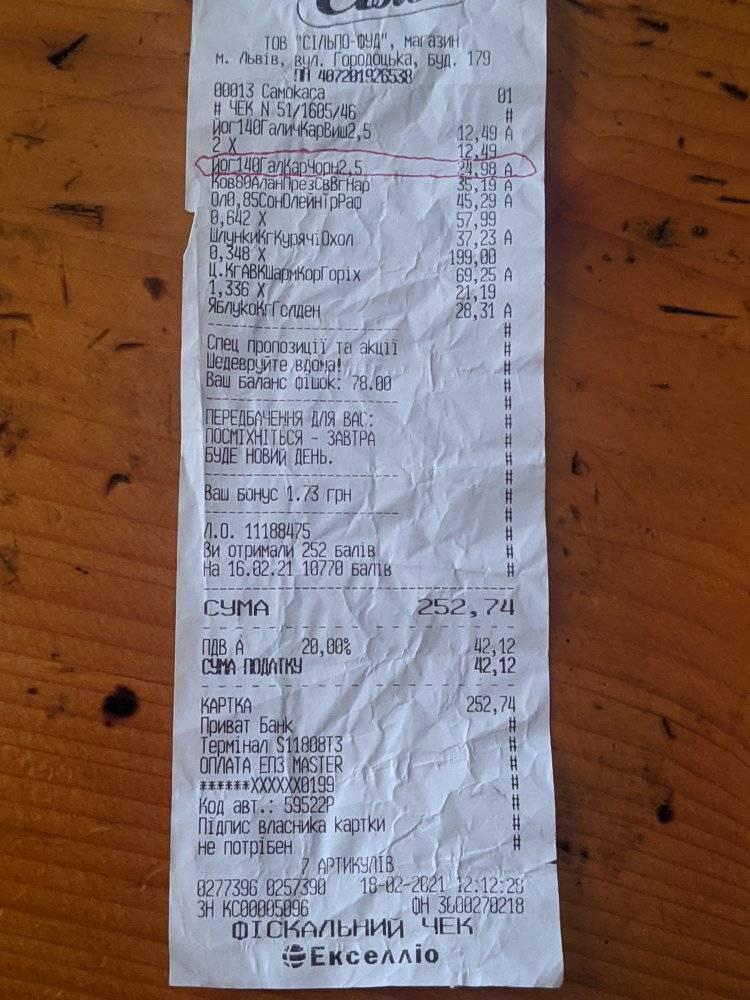 ТОВ "СІЛЬПО-ФУД", магазин
м. Львів, вул. Городоцька, буд. 179
ПН 407201926538
00013 Самокаса 01
# ЧЕК N 51/1605/46 #
Йог140ГаличКарВиш2,5 12,49 А
2 X 12,49
Йог140ГалКарЧорн2,5 24,98 А
Ков80АланПрезСвВгНар 35,19 А
Ол0,85СонОлейнТрРаф 45,29 А
0,642 X 57,99
ШлункиКгКурячіОхол 37,23 А
0,348 X 199,00
Ц.КгАВКШармКорГоріх 69,25 А
1,336 X 21,19
ЯблукоКгГолден 28,31 А
#
Спец пропозиції та акції #
Шедевруйте вдома! #
Ваш баланс фішок: 78.00 #
#
ПЕРЕДБАЧЕННЯ ДЛЯ ВАС: #
ПОСМІХНІТЬСЯ - ЗАВТРА #
БУДЕ НОВИЙ ДЕНЬ. #
#
Ваш бонус 1.73 грн #
#
Л.О. 11188475 #
Ви отримали 252 балів #
На 16.02.21 10770 балів #
СУМА 252,74
ПДВ А 20,00% 42,12
СУМА ПОДАТКУ 42,12
КАРТКА 252,74
Приват Банк #
Термінал S11808T3 #
ОПЛАТА ЕПЗ MASTER #
******XXXXXX0199 #
Код авт.: 59522P #
Підпис власника картки #
не потрібен #
7 АРТИКУЛІВ
0277396 0257390 18-02-2021 12:12:28
ЗН КС00005096 ФН 3000270218
ФІСКАЛЬНИЙ ЧЕК
Екселліо